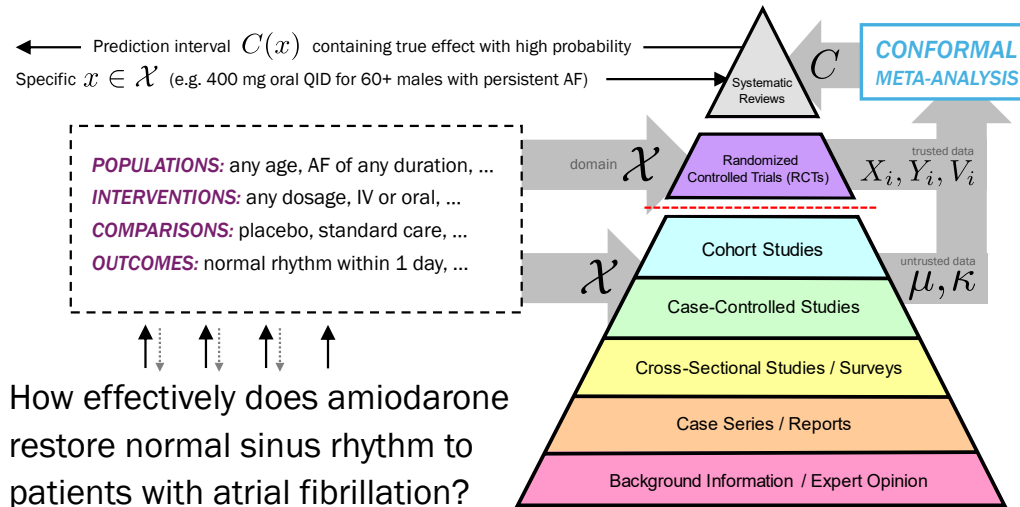 Prediction interval C(x) containing true effect with high probability
Specific x ∈ 𝒳 (e.g. 400 mg oral QID for 60+ males with persistent AF)
Systematic
Reviews
C
CONFORMAL
META-ANALYSIS
POPULATIONS: any age, AF of any duration, ...
INTERVENTIONS: any dosage, IV or oral, ...
COMPARISONS: placebo, standard care, ...
OUTCOMES: normal rhythm within 1 day, ...
domain 𝒳
Randomized
Controlled Trials (RCTs)
trusted data
Xᵢ, Yᵢ, Vᵢ
𝒳
Cohort Studies
untrusted data
μ, κ
Case-Controlled Studies
Cross-Sectional Studies / Surveys
Case Series / Reports
Background Information / Expert Opinion
How effectively does amiodarone
restore normal sinus rhythm to
patients with atrial fibrillation?